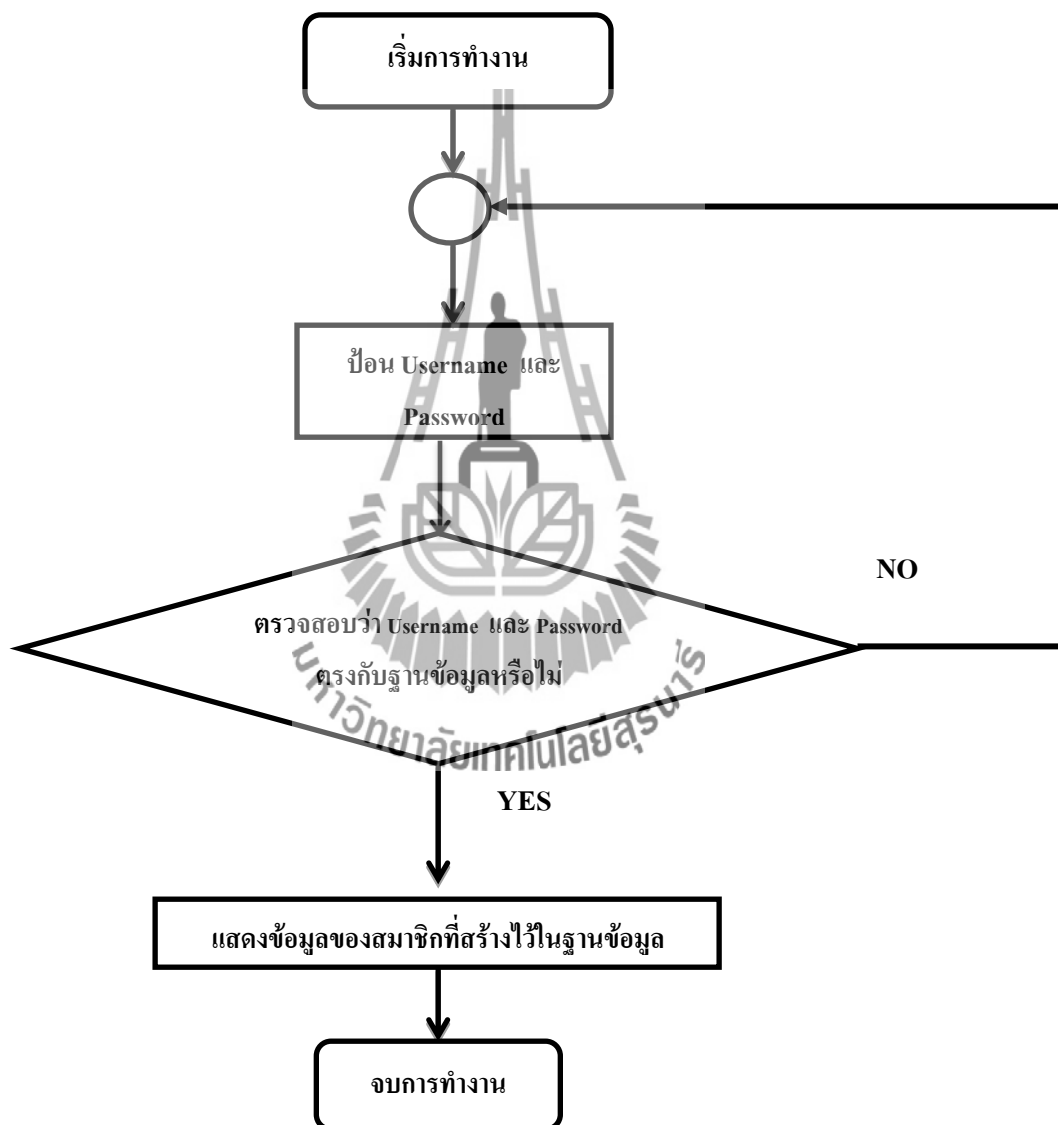 เริ่มการทำงาน
ป้อน Username และ
Password
NO
ตรวจสอบว่า Username และ Password
ตรงกับฐานข้อมูลหรือไม่
มหาวิทยาลัยเทคโนโลยีสุรนารี
YES
แสดงข้อมูลของสมาชิกที่สร้างไว้ในฐานข้อมูล
จบการทำงาน